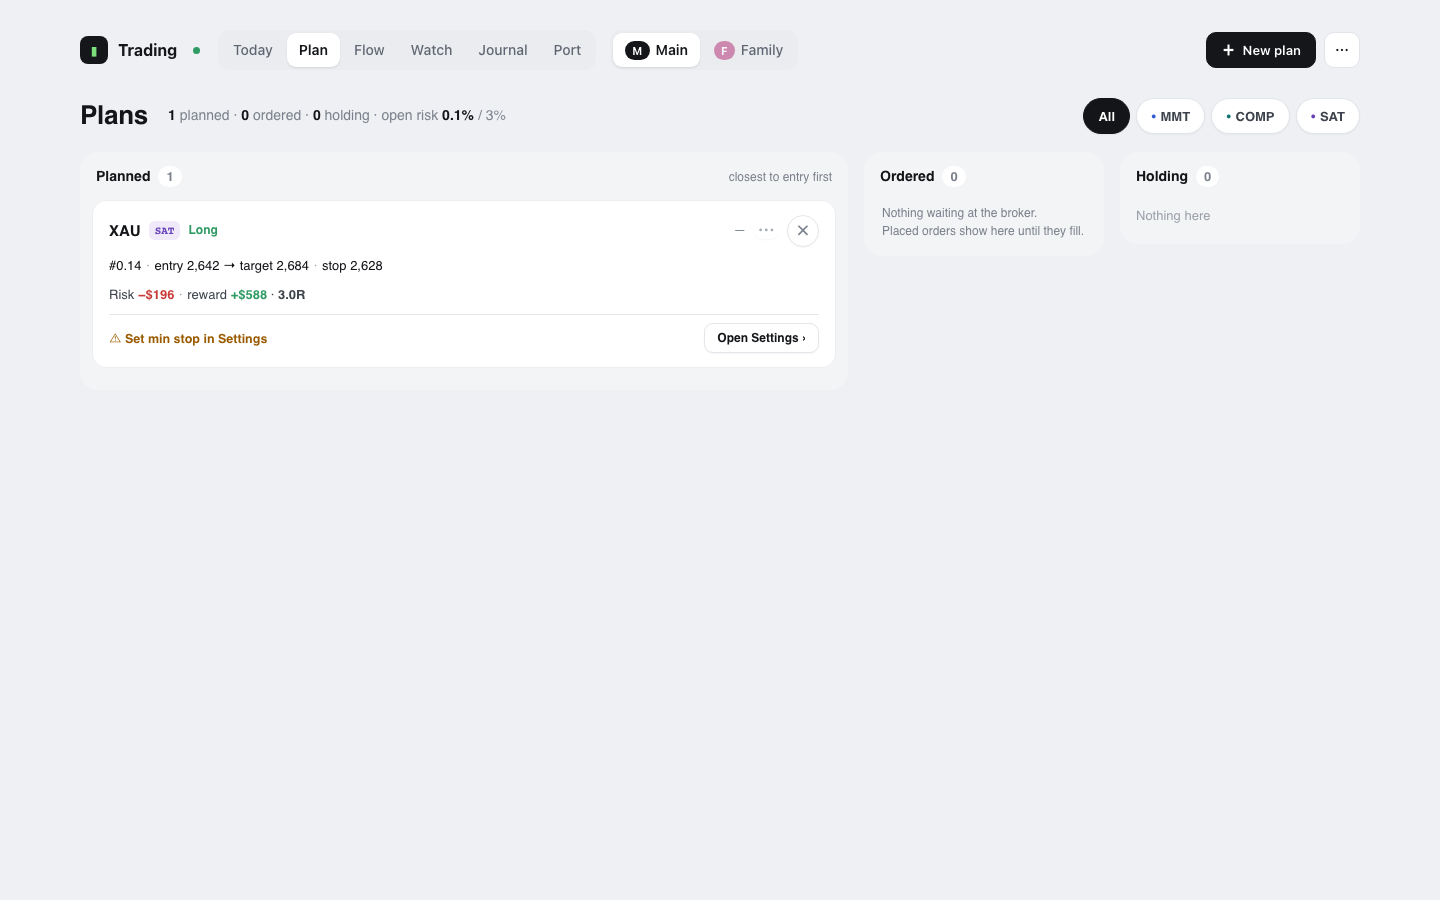 Trading
Today Plan Flow Watch Journal Port
M Main F Family
+ New plan
···
Plans 1 planned · 0 ordered · 0 holding · open risk 0.1% / 3%
All • MMT • COMP • SAT
Planned 1 closest to entry first
XAU SAT Long – ··· ✕
#0.14 · entry 2,642 → target 2,684 · stop 2,628
Risk –$196 · reward +$588 · 3.0R
⚠ Set min stop in Settings Open Settings ›
Ordered 0
Nothing waiting at the broker.
Placed orders show here until they fill.
Holding 0
Nothing here